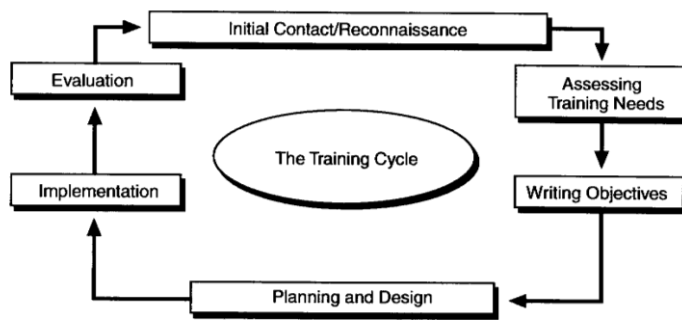 Initial Contact/Reconnaissance
Evaluation
Assessing
Training Needs
The Training Cycle
Implementation
Writing Objectives
Planning and Design